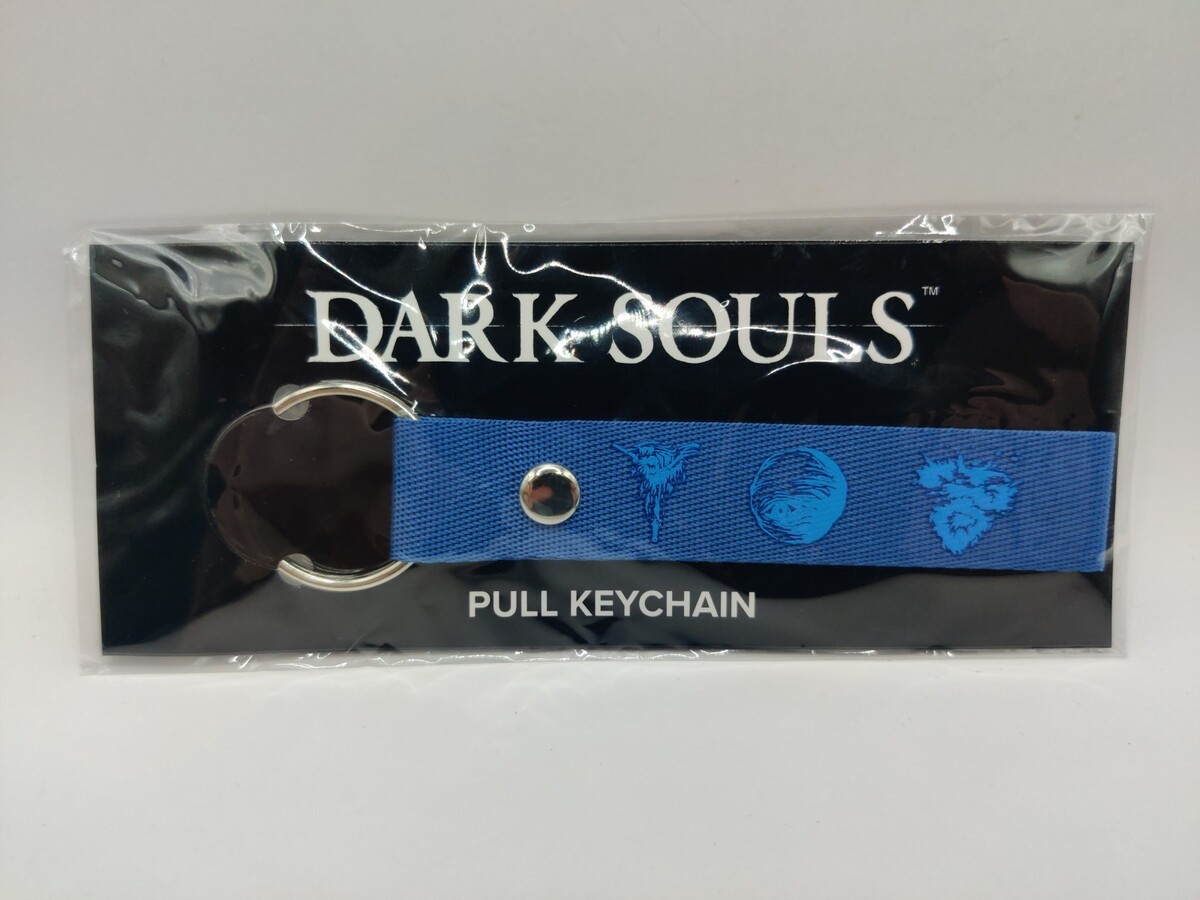 DARK SOULS™
PULL KEYCHAIN